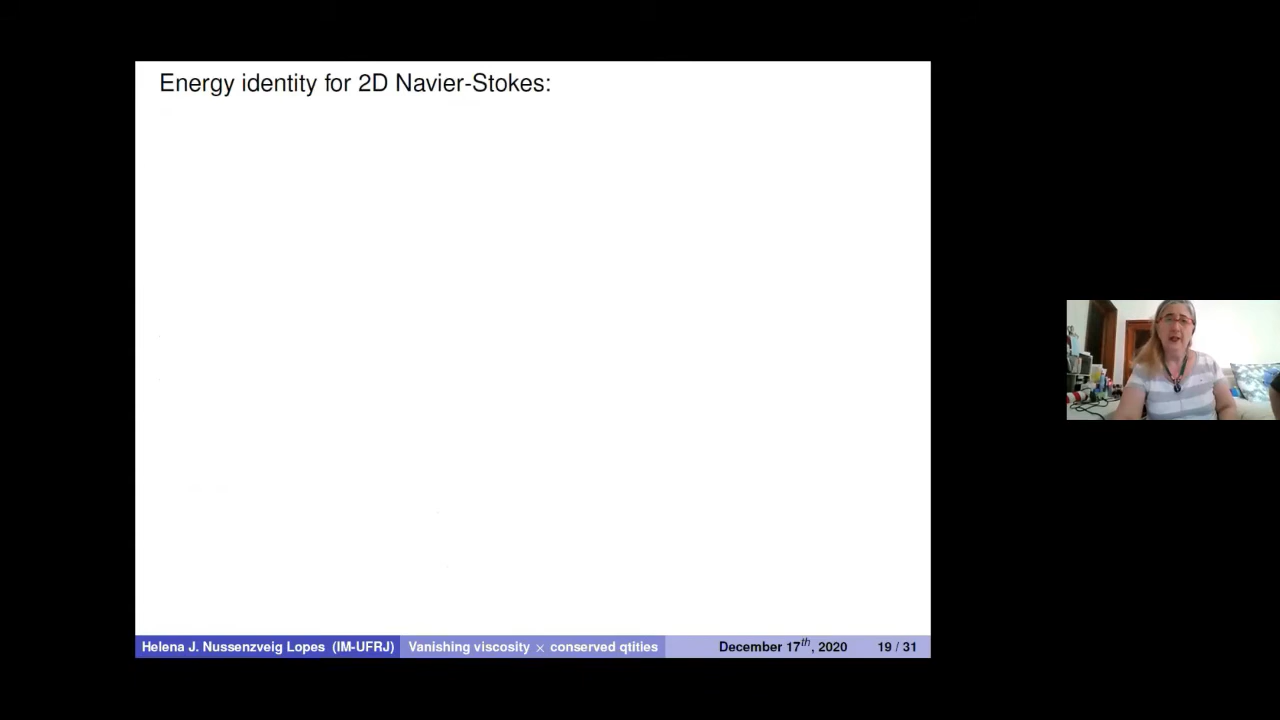 Energy identity for 2D Navier-Stokes:
Helena J. Nussenzveig Lopes (IM-UFRJ) Vanishing viscosity × conserved qtities December 17th, 2020 19 / 31